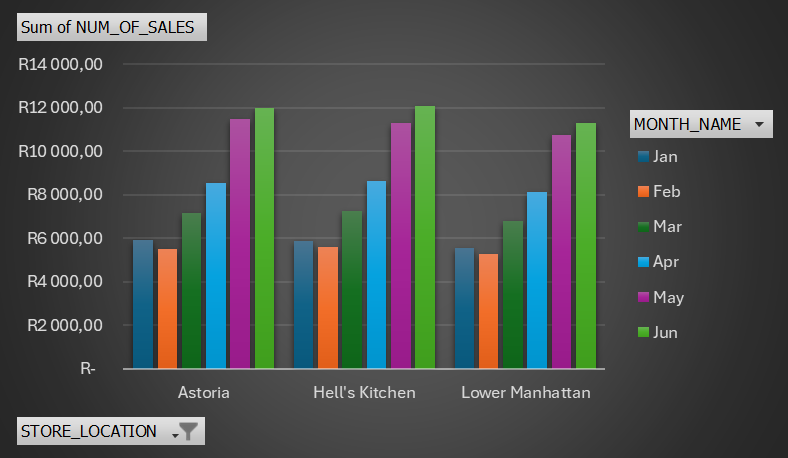 Sum of NUM_OF_SALES
R14 000,00
R12 000,00
R10 000,00
R8 000,00
R6 000,00
R4 000,00
R2 000,00
R-
Astoria
Hell's Kitchen
Lower Manhattan
MONTH_NAME
Jan
Feb
Mar
Apr
May
Jun
STORE_LOCATION